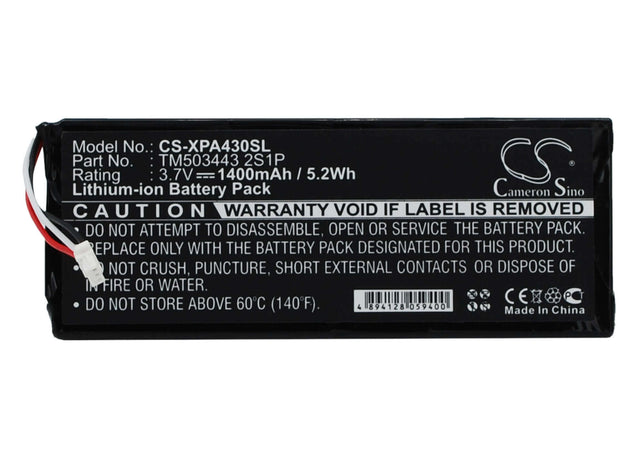 Model No.: CS-XPA430SL
Part No. : TM503443 2S1P
Rating : 3.7V⎓1400mAh / 5.2Wh
Lithium-ion Battery Pack
CS
Cameron Sino
CAUTION WARRANTY VOID IF LABEL IS REMOVED
• DO NOT ATTEMPT TO DISASSEMBLE, OPEN OR SERVICE THE BATTERY.
REPLACE ONLY WITH THE BATTERY PACK DESIGNATED FOR THIS PRODUCT.
• DO NOT CRUSH, PUNCTURE, SHORT EXTERNAL CONTACTS OR
DISPOSE OF IN FIRE OR WATER.
• DO NOT STORE ABOVE 60°C (140°F).
4 894128 059400
CE
Made In China
JK